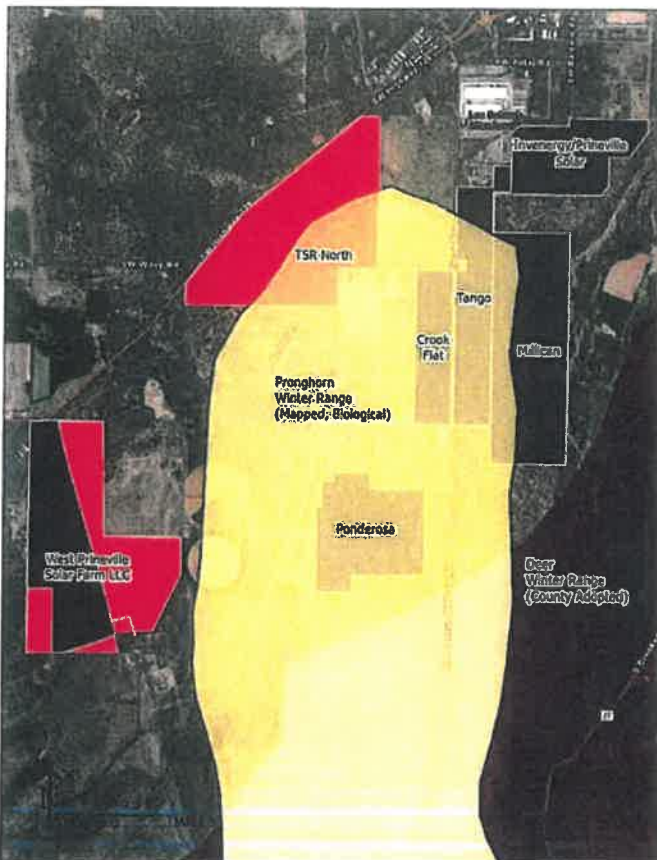 Invenergy/Prineville
Solar
TSR North
Tango
Crook
Flat
Millican
Pronghorn
Winter Range
(Mapped, Biological)
Ponderosa
West Prineville
Solar Farm LLC
Deer
Winter Range
(County Adopted)